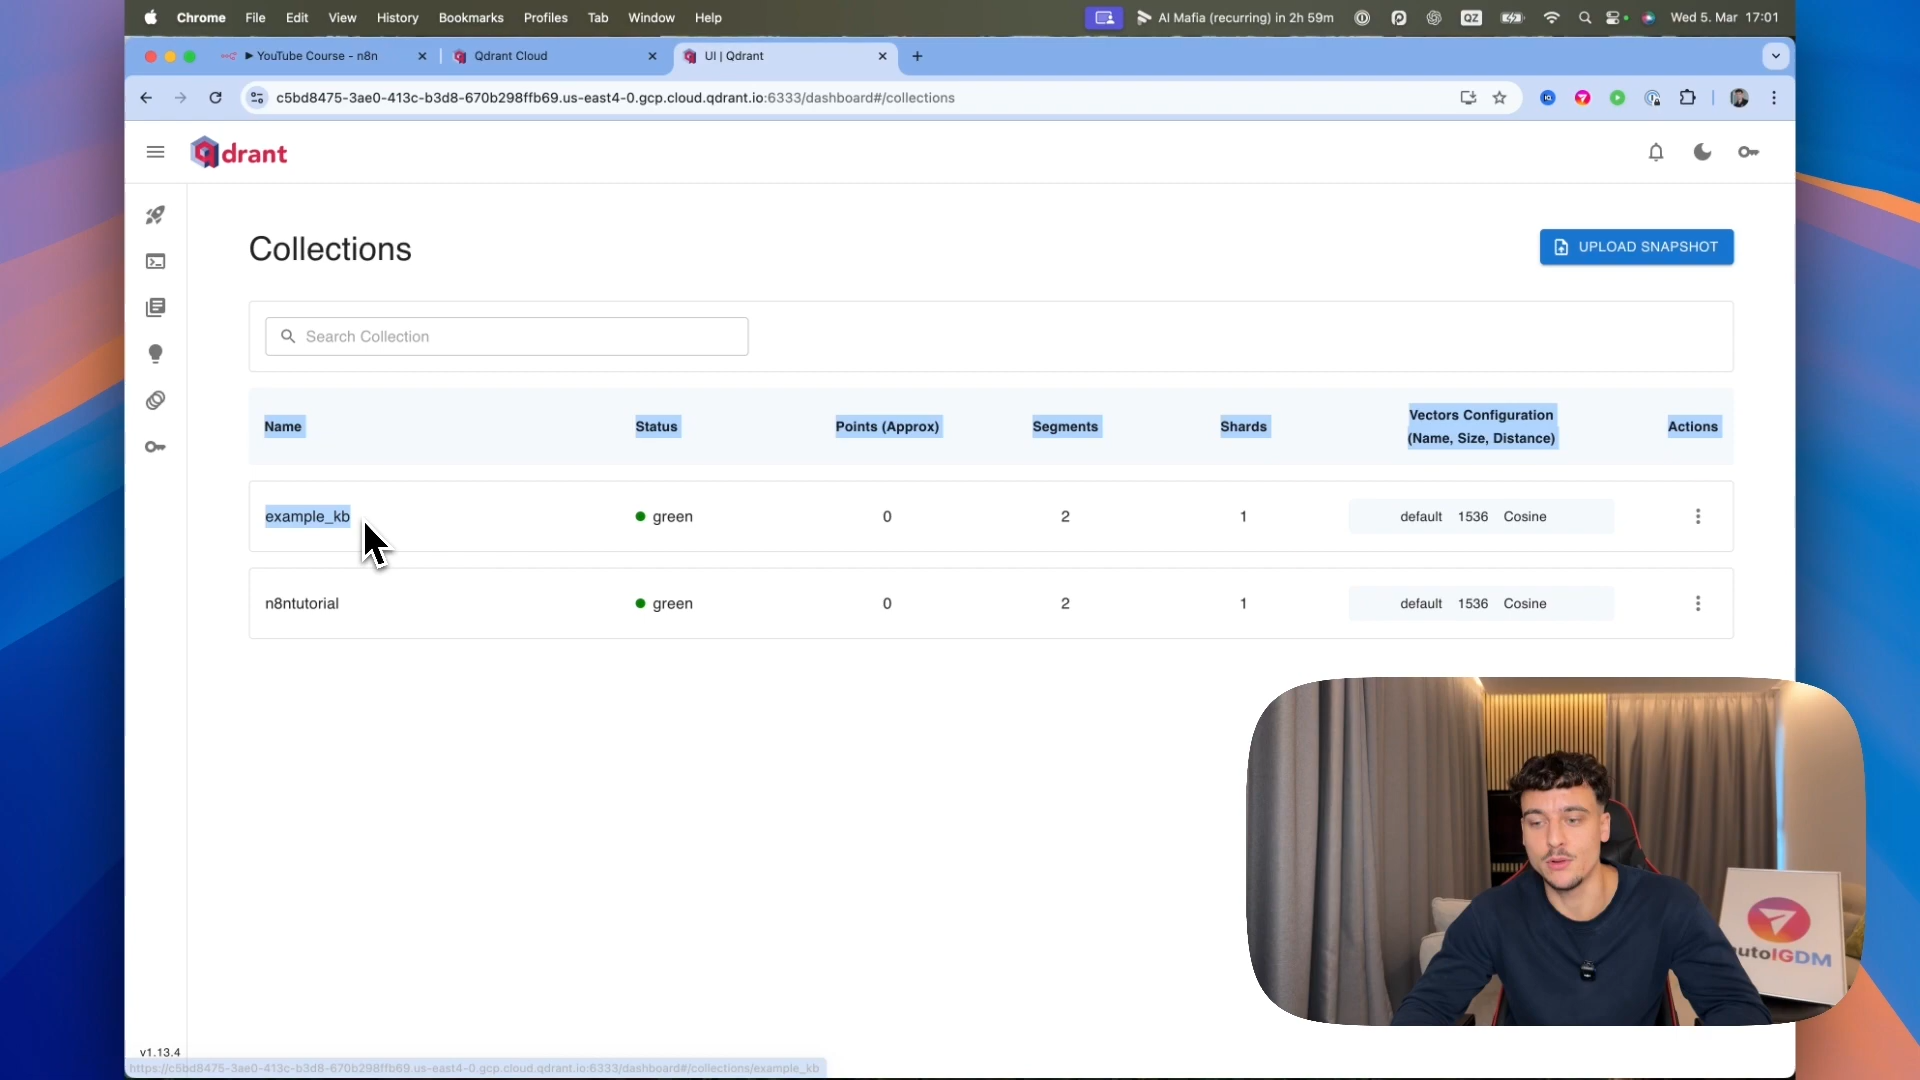 Chrome File Edit View History Bookmarks Profiles Tab Window Help AI Mafia (recurring) in 2h 59m QZ Wed 5. Mar 17:01
YouTube Course - n8n Qdrant Cloud UI | Qdrant
c5bd8475-3ae0-413c-b3d8-670b298ffb69.us-east4-0.gcp.cloud.qdrant.io:6333/dashboard#/collections
qdrant
Collections
UPLOAD SNAPSHOT
Search Collection
Name Status Points (Approx) Segments Shards Vectors Configuration Actions
(Name, Size, Distance)
example_kb green 0 2 1 default 1536 Cosine
n8ntutorial green 0 2 1 default 1536 Cosine
utoIGDM
v1.13.4
https://c5bd8475-3ae0-413c-b3d8-670b298ffb69.us-east4-0.gcp.cloud.qdrant.io:6333/dashboard#/collections/example_kb